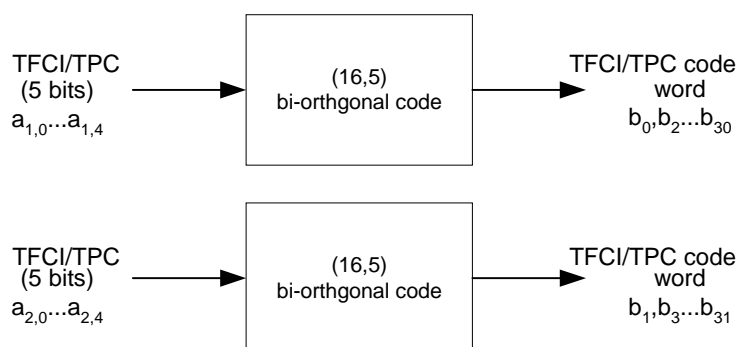 TFCI/TPC
(5 bits)
a1,0...a1,4
(16,5)
bi-orthgonal code
TFCI/TPC code
word
b0,b2...b30
TFCI/TPC
(5 bits)
a2,0...a2,4
(16,5)
bi-orthgonal code
TFCI/TPC code
word
b1,b3...b31